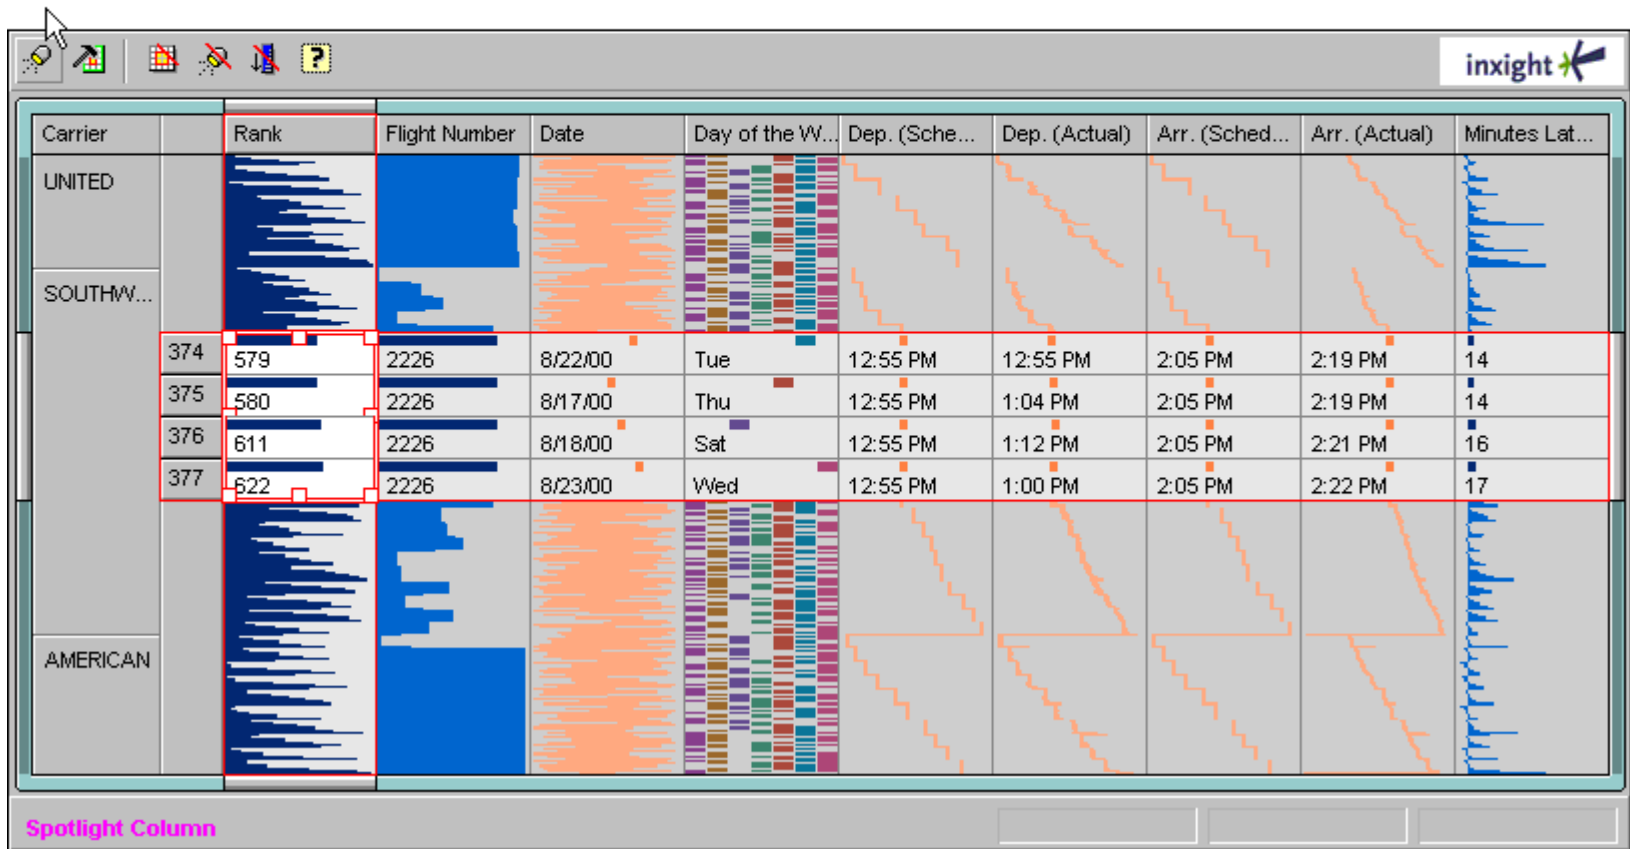 ?
inxight
Carrier Rank Flight Number Date Day of the W... Dep. (Sche... Dep. (Actual) Arr. (Sched... Arr. (Actual) Minutes Lat...
UNITED
SOUTHW...
374 579 2226 8/22/00 Tue 12:55 PM 12:55 PM 2:05 PM 2:19 PM 14
375 580 2226 8/17/00 Thu 12:55 PM 1:04 PM 2:05 PM 2:19 PM 14
376 611 2226 8/18/00 Sat 12:55 PM 1:12 PM 2:05 PM 2:21 PM 16
377 622 2226 8/23/00 Wed 12:55 PM 1:00 PM 2:05 PM 2:22 PM 17
AMERICAN
Spotlight Column